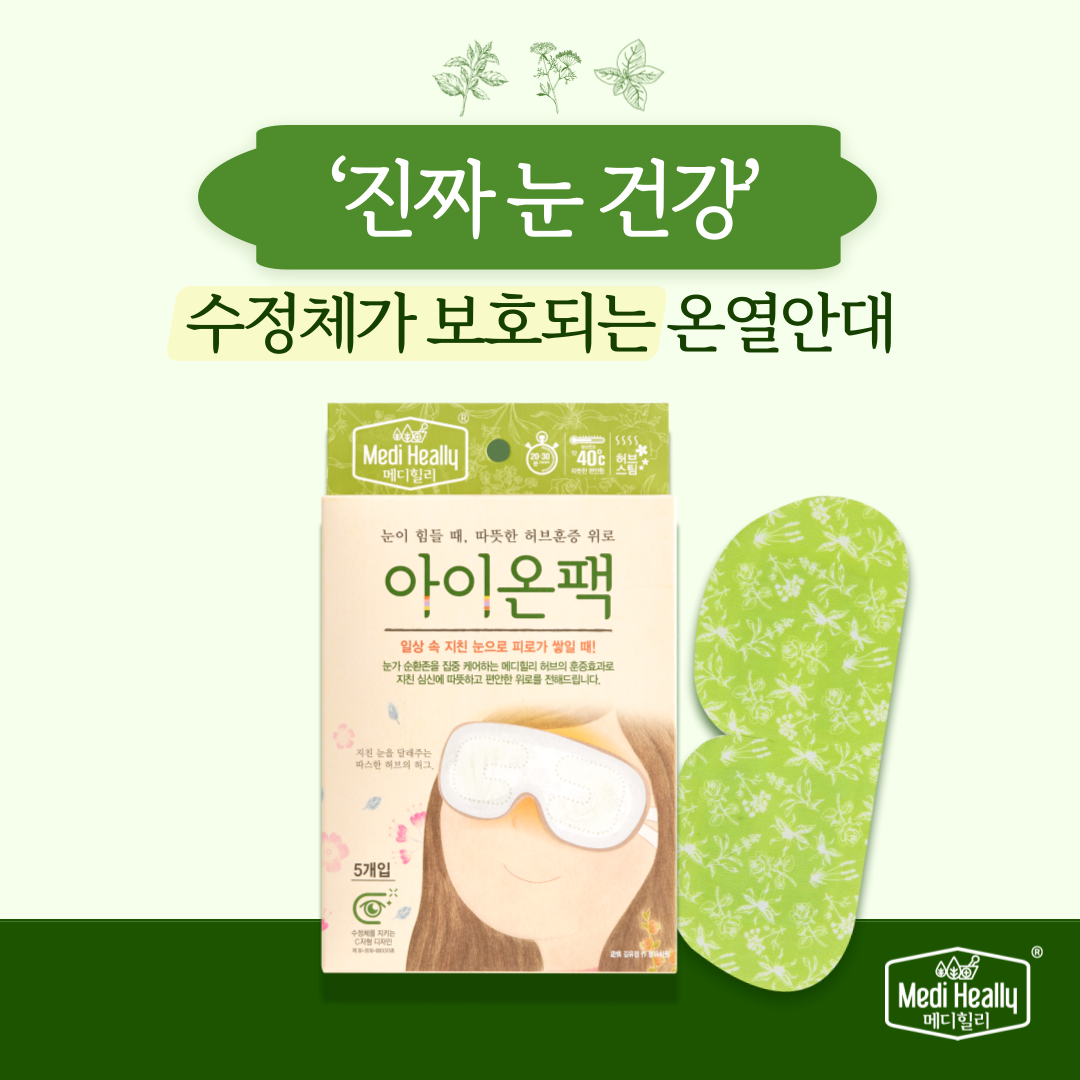 ‘진짜 눈 건강’
수정체가 보호되는 온열안대
Medi Heally ®
메디힐리
20-30
40℃
허브
스팀
눈이 힘들 때, 따뜻한 허브훈증 위로
아이온팩
일상 속 지친 눈으로 피로가 쌓일 때!
눈가 순환존을 집중 케어하는 메디힐리 허브의 훈증효과로
지친 심신에 따뜻하고 편안한 위로를 전해드립니다.
지친 눈을 달래주는
따스한 허브의 허그.
5개입
수정체를 지키는
C자형 디자인
Medi Heally ®
메디힐리